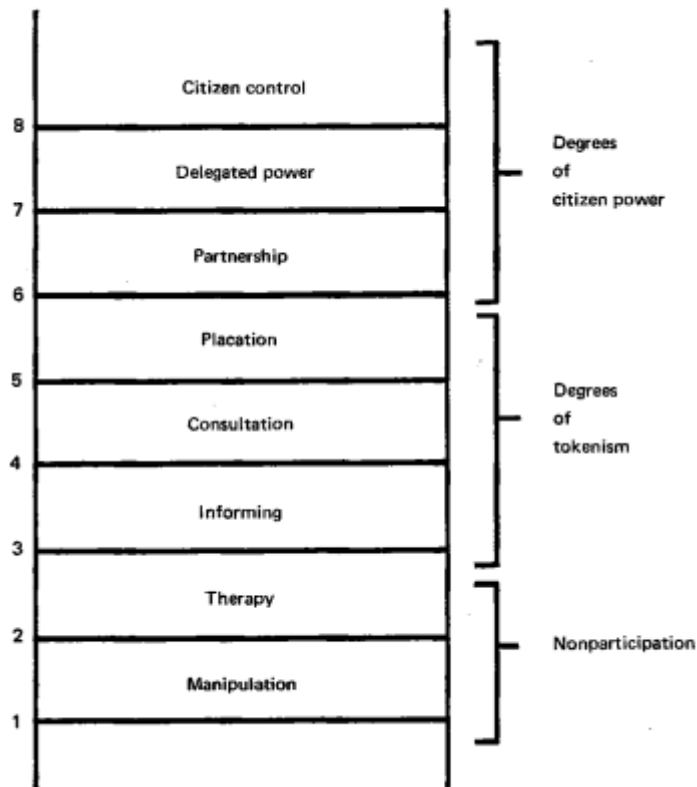 Citizen control
8
Delegated power
7
Partnership
6
Placation
5
Consultation
4
Informing
3
Therapy
2
Manipulation
1
Degrees
of
citizen power
Degrees
of
tokenism
Nonparticipation